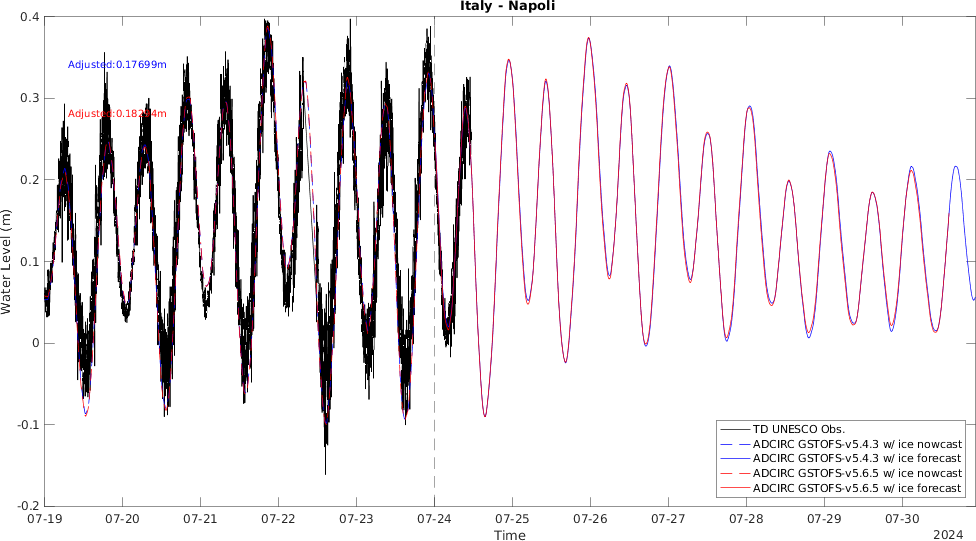 Italy - Napoli
0.4
0.3
0.2
0.1
0
-0.1
-0.2
Water Level (m)
Adjusted:0.17699m
TD UNESCO Obs.
ADCIRC GSTOFS-v5.4.3 w/ ice nowcast
ADCIRC GSTOFS-v5.4.3 w/ ice forecast
ADCIRC GSTOFS-v5.6.5 w/ ice nowcast
ADCIRC GSTOFS-v5.6.5 w/ ice forecast
07-19 07-20 07-21 07-22 07-23 07-24 07-25 07-26 07-27 07-28 07-29 07-30
Time
2024